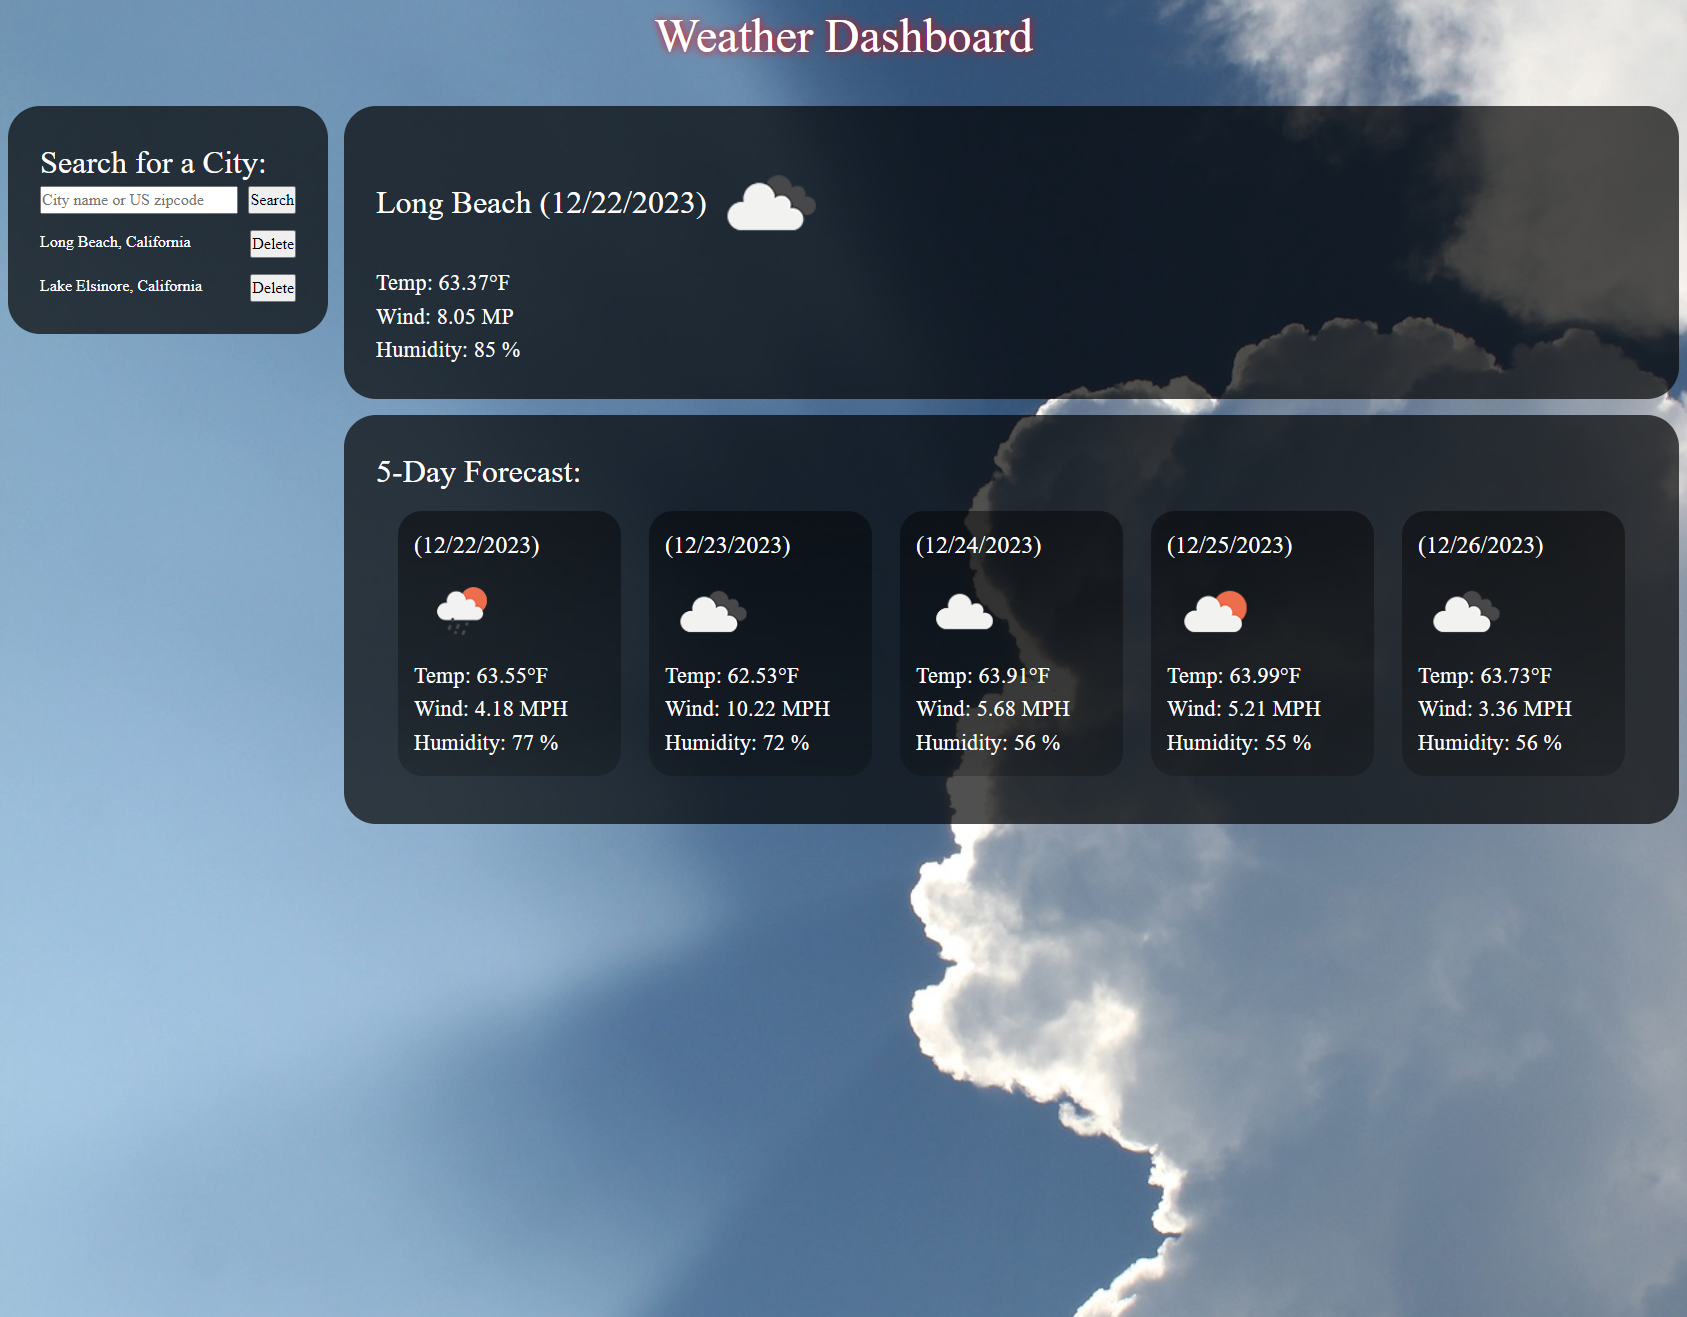 Weather Dashboard
Search for a City:
City name or US zipcode Search
Long Beach, California Delete
Lake Elsinore, California Delete
Long Beach (12/22/2023)
Temp: 63.37°F
Wind: 8.05 MP
Humidity: 85 %
5-Day Forecast:
(12/22/2023)
Temp: 63.55°F
Wind: 4.18 MPH
Humidity: 77 %
(12/23/2023)
Temp: 62.53°F
Wind: 10.22 MPH
Humidity: 72 %
(12/24/2023)
Temp: 63.91°F
Wind: 5.68 MPH
Humidity: 56 %
(12/25/2023)
Temp: 63.99°F
Wind: 5.21 MPH
Humidity: 55 %
(12/26/2023)
Temp: 63.73°F
Wind: 3.36 MPH
Humidity: 56 %